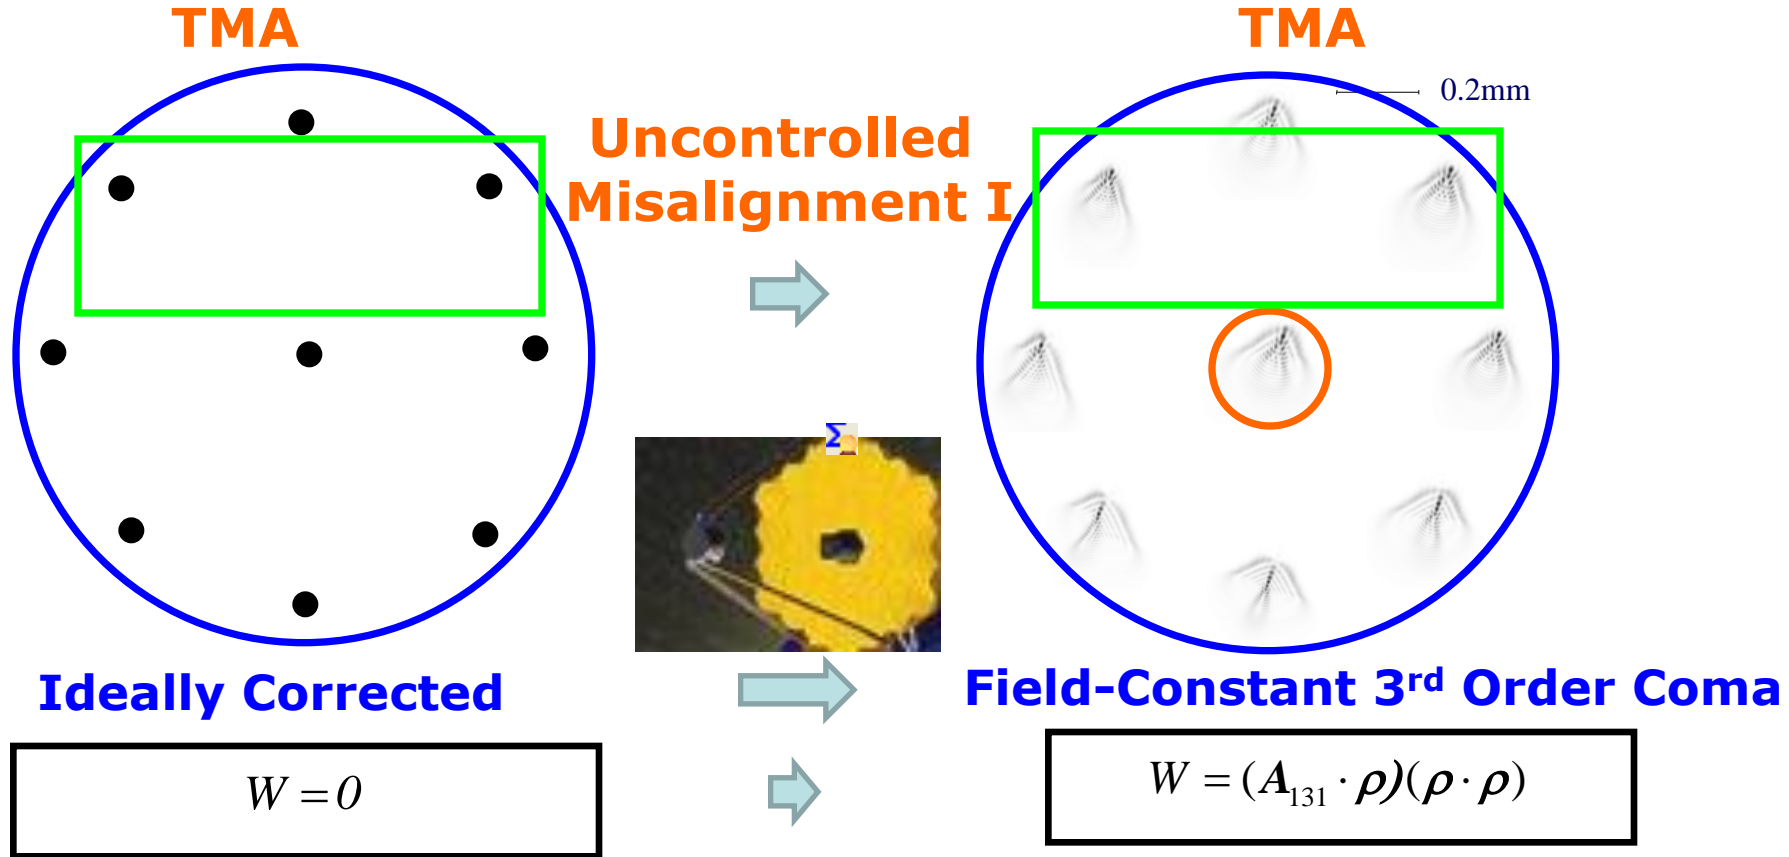 TMA
TMA
0.2mm
Uncontrolled
Misalignment I
Σ
Ideally Corrected
Field-Constant 3rd Order Coma
W = 0
W = (A₁₃₁ · ρ)(ρ · ρ)